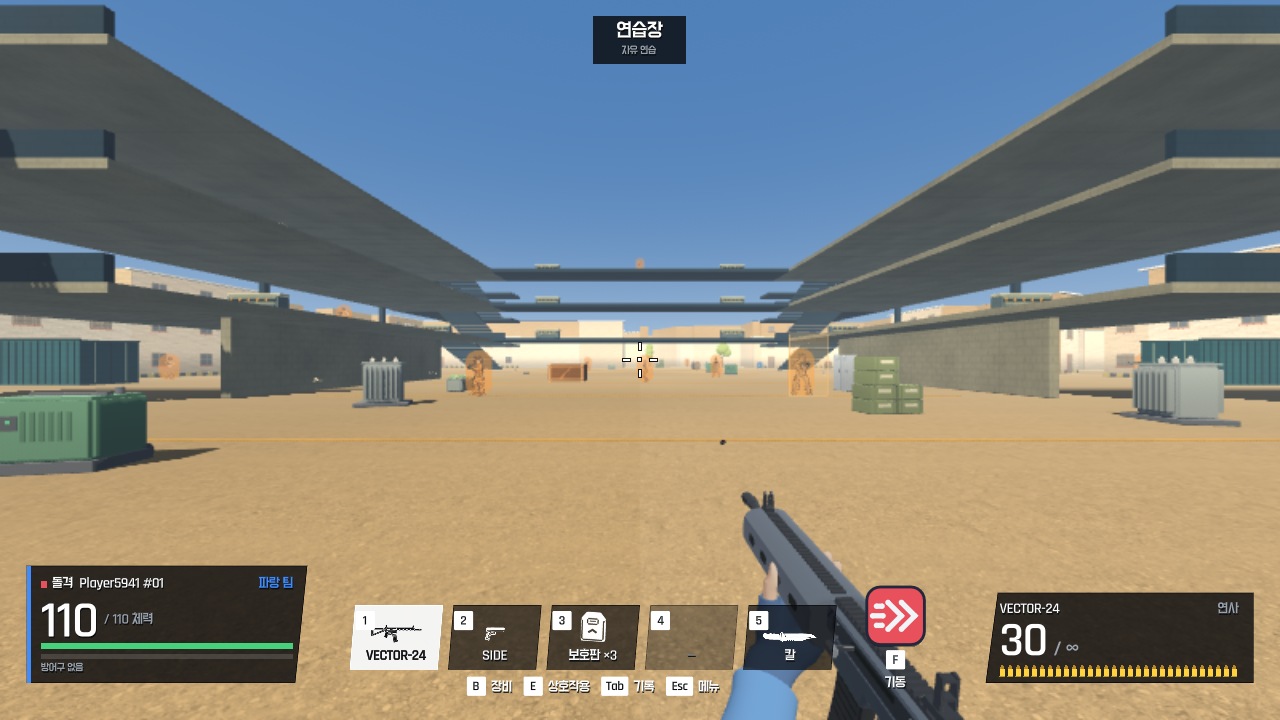 연습장
자유 연습
돌격 Player5941 #01 파랑 팀
110 / 110 체력
방어구 없음
1 VECTOR-24
2 SIDE
3 보호판 ×3
4 –
5 칼
B 장비 E 상호작용 Tab 기록 Esc 메뉴
F
기동
VECTOR-24 연사
30 / ∞